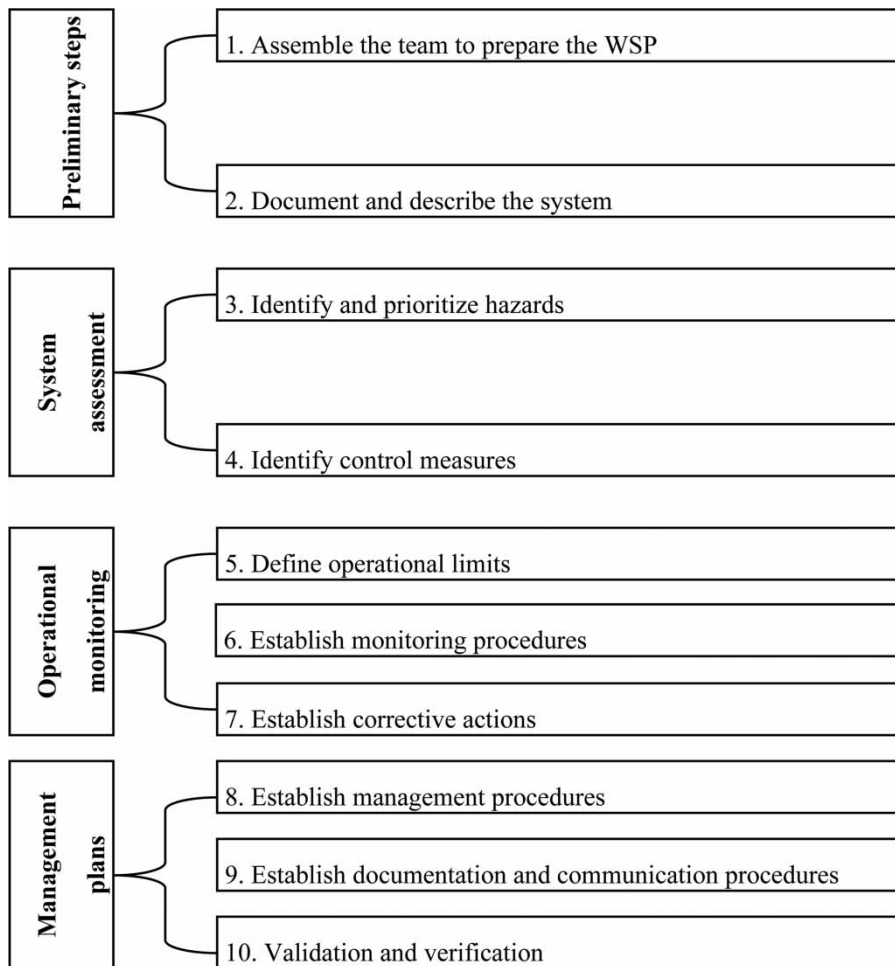 Preliminary steps
1. Assemble the team to prepare the WSP
2. Document and describe the system
System
assessment
3. Identify and prioritize hazards
4. Identify control measures
Operational
monitoring
5. Define operational limits
6. Establish monitoring procedures
7. Establish corrective actions
Management
plans
8. Establish management procedures
9. Establish documentation and communication procedures
10. Validation and verification